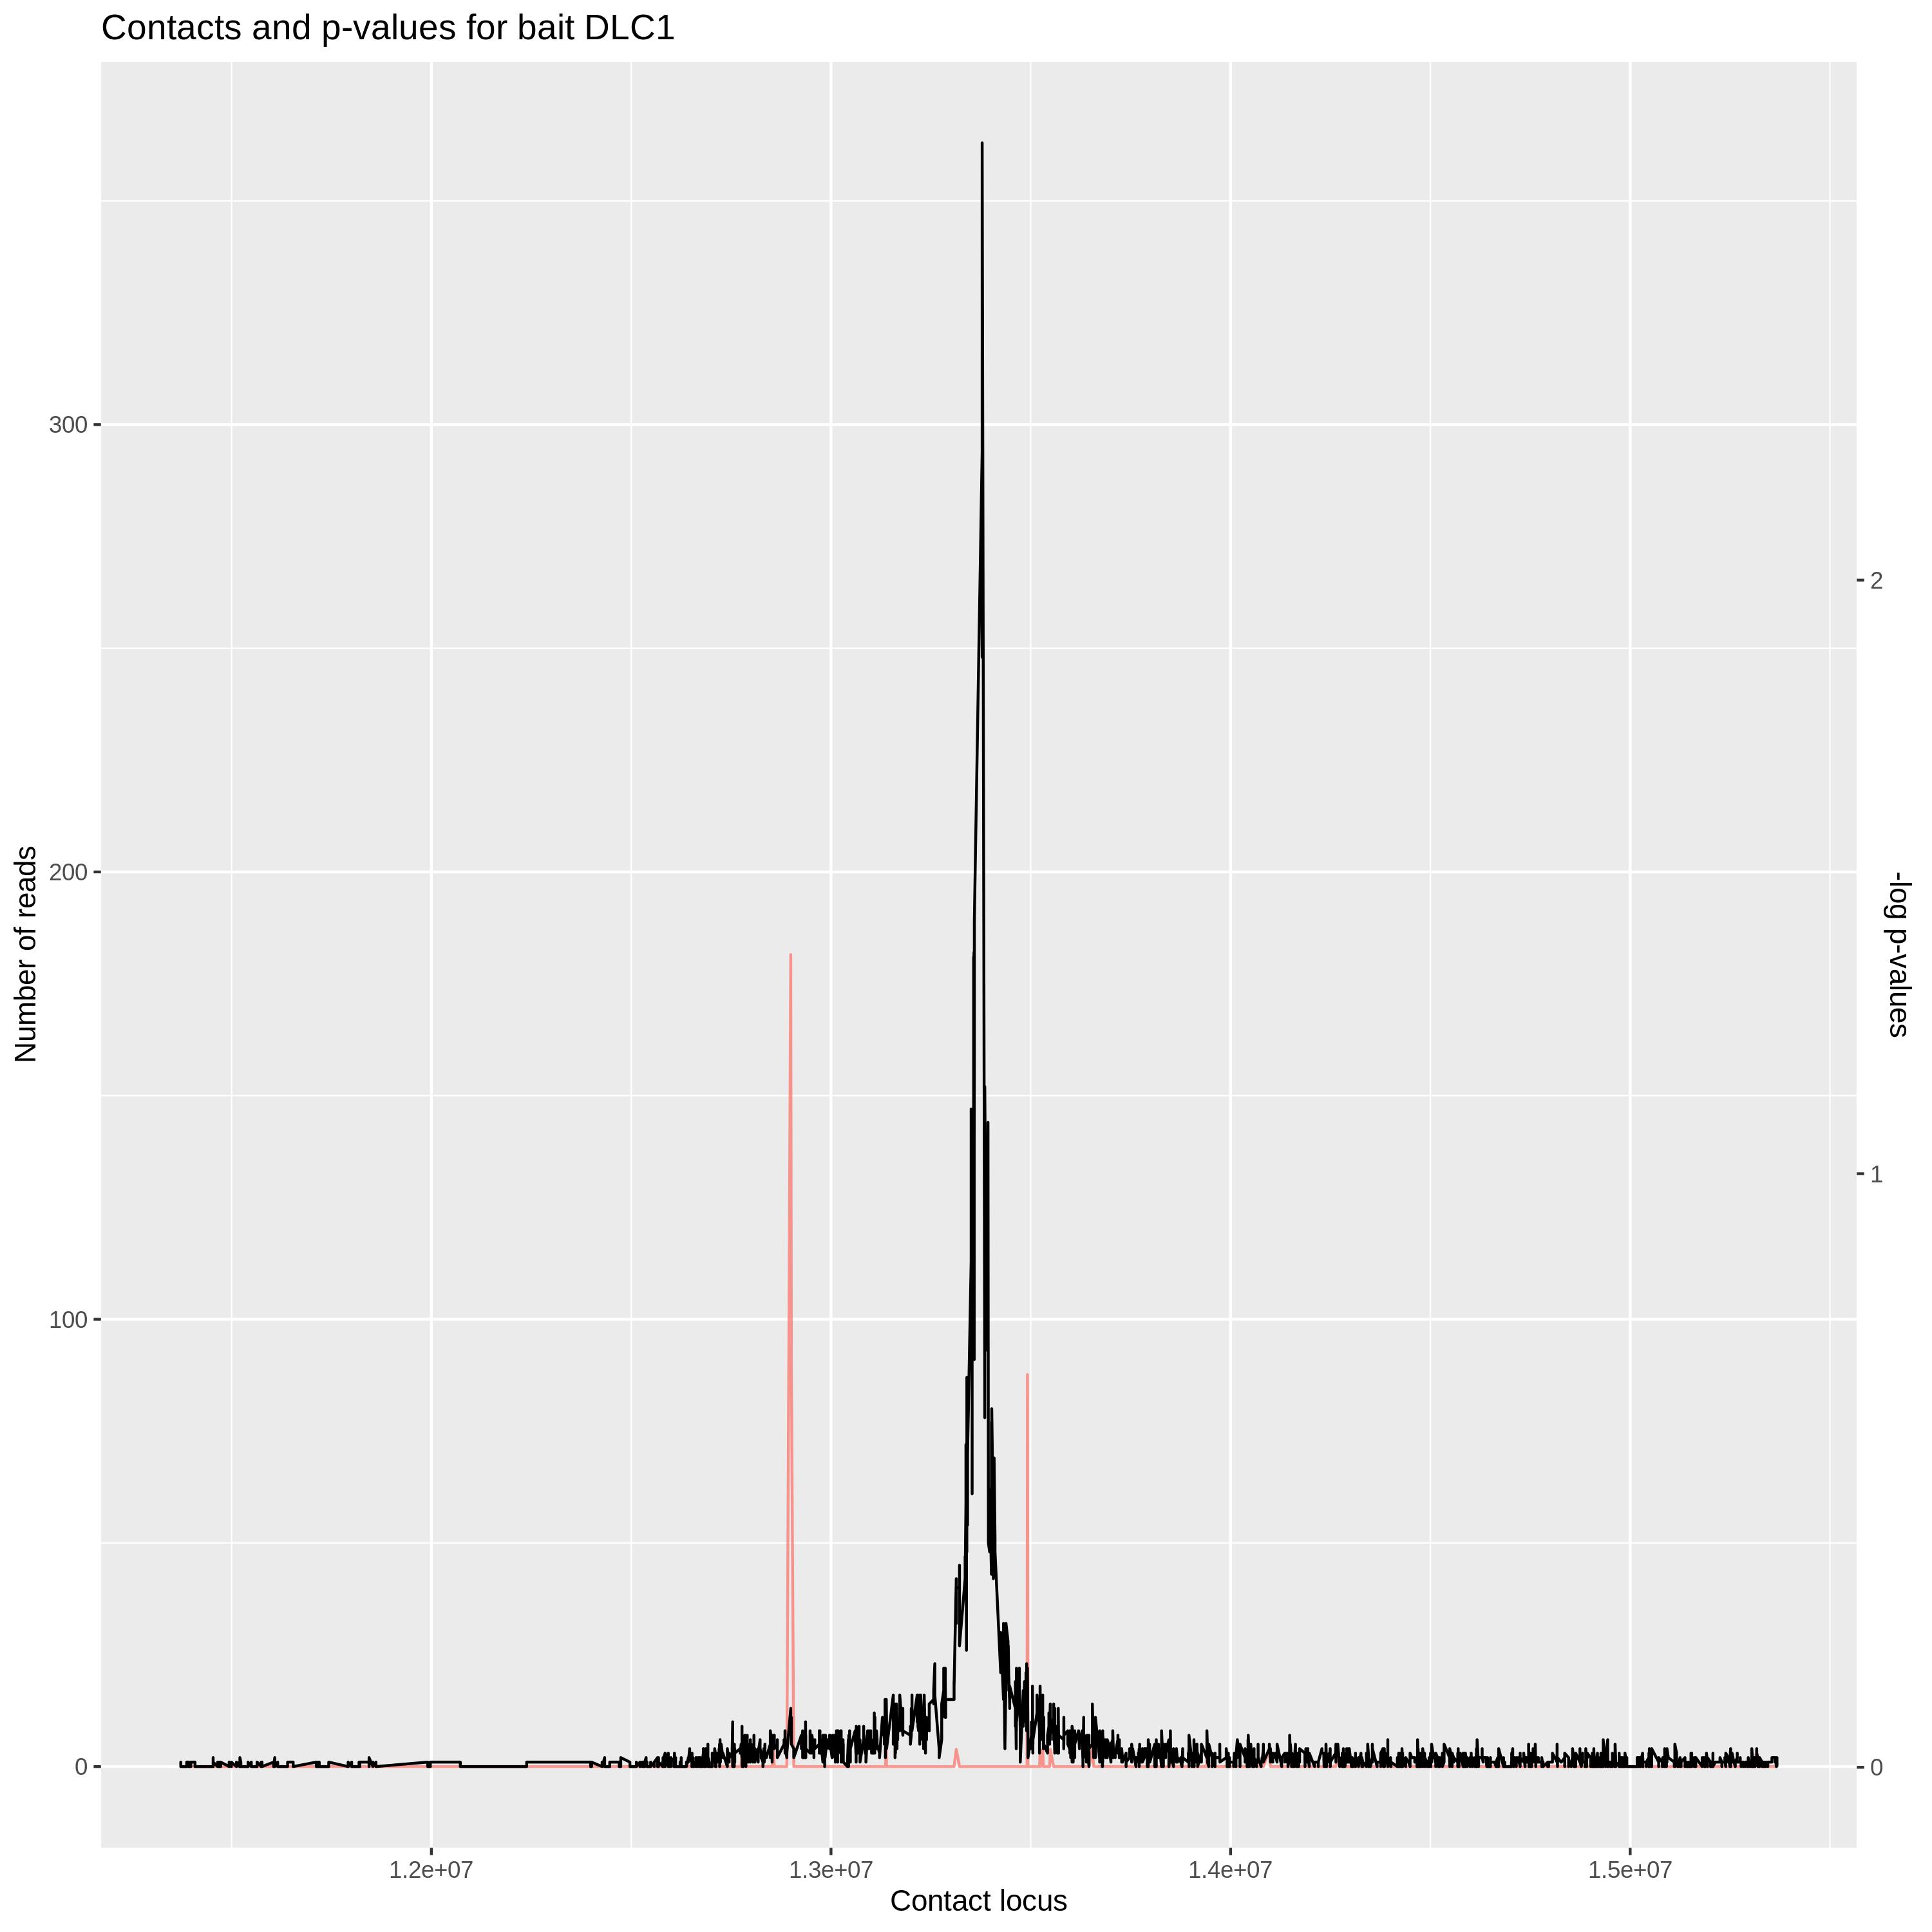 Contacts and p-values for bait DLC1
300
200
100
0
Number of reads
2
1
0
-log p-values
1.2e+07
1.3e+07
1.4e+07
1.5e+07
Contact locus